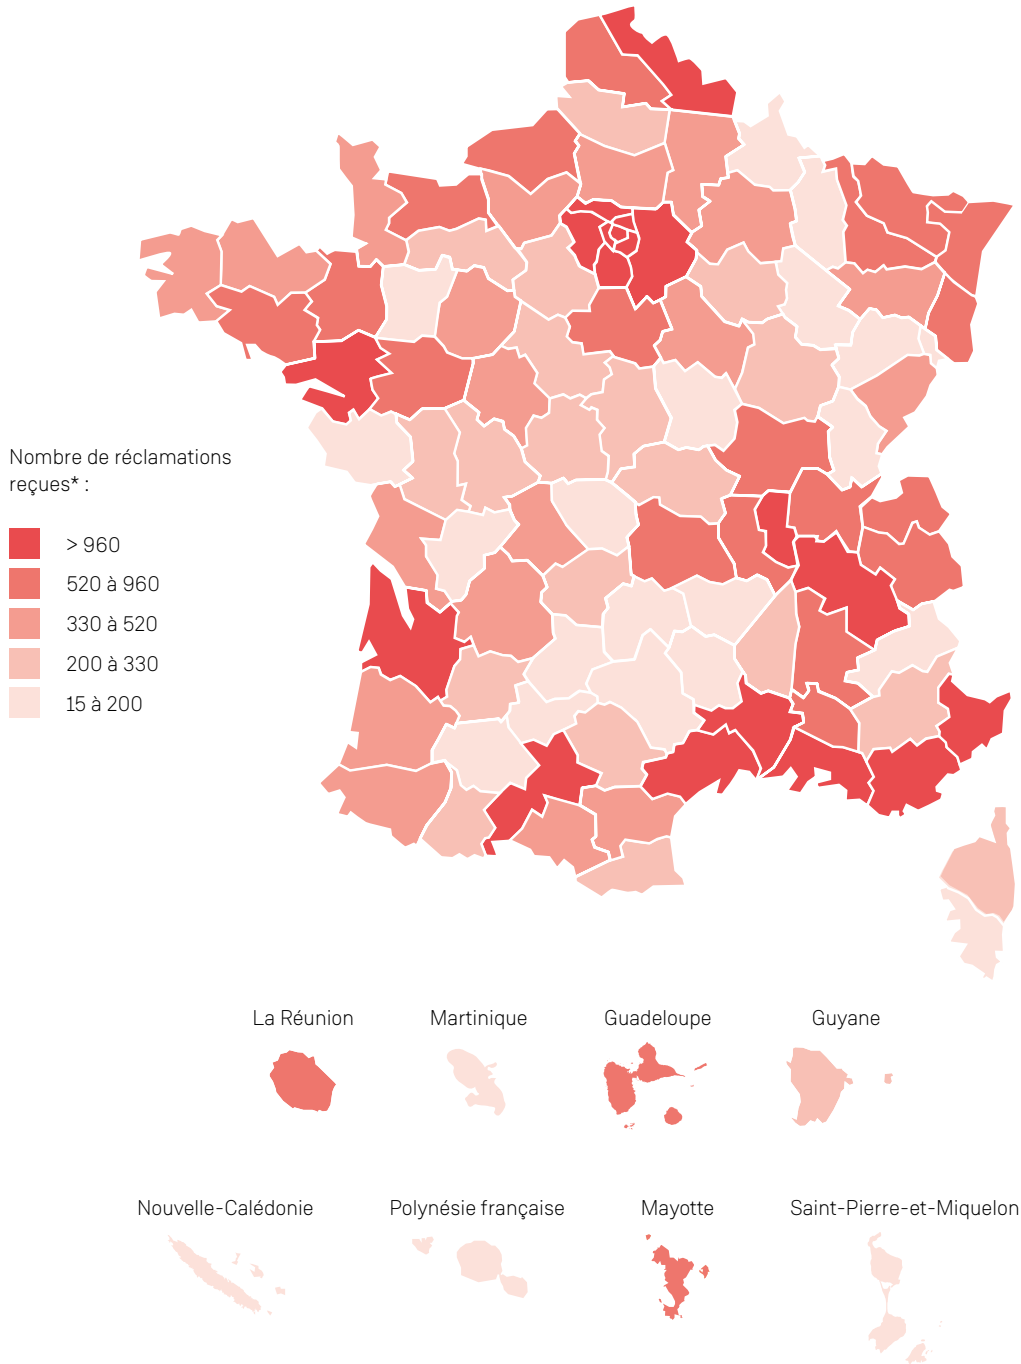 Nombre de réclamations
reçues* :
> 960
520 à 960
330 à 520
200 à 330
15 à 200
La Réunion
Martinique
Guadeloupe
Guyane
Nouvelle-Calédonie
Polynésie française
Mayotte
Saint-Pierre-et-Miquelon